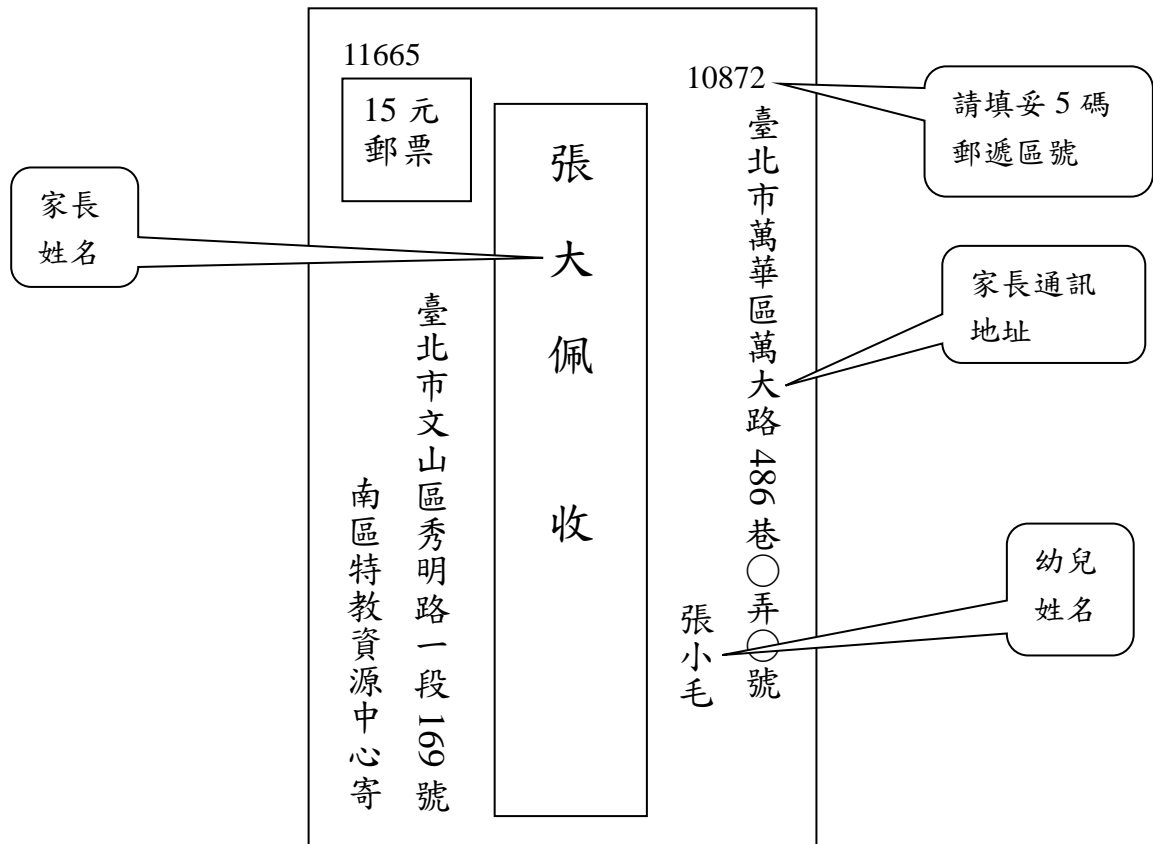 11665
15 元
郵票
10872
臺北市萬華區萬大路 486 巷○弄○號
張小毛
張大佩 收
臺北市文山區秀明路一段 169 號
南區特教資源中心寄
家長
姓名
請填妥 5 碼
郵遞區號
家長通訊
地址
幼兒
姓名